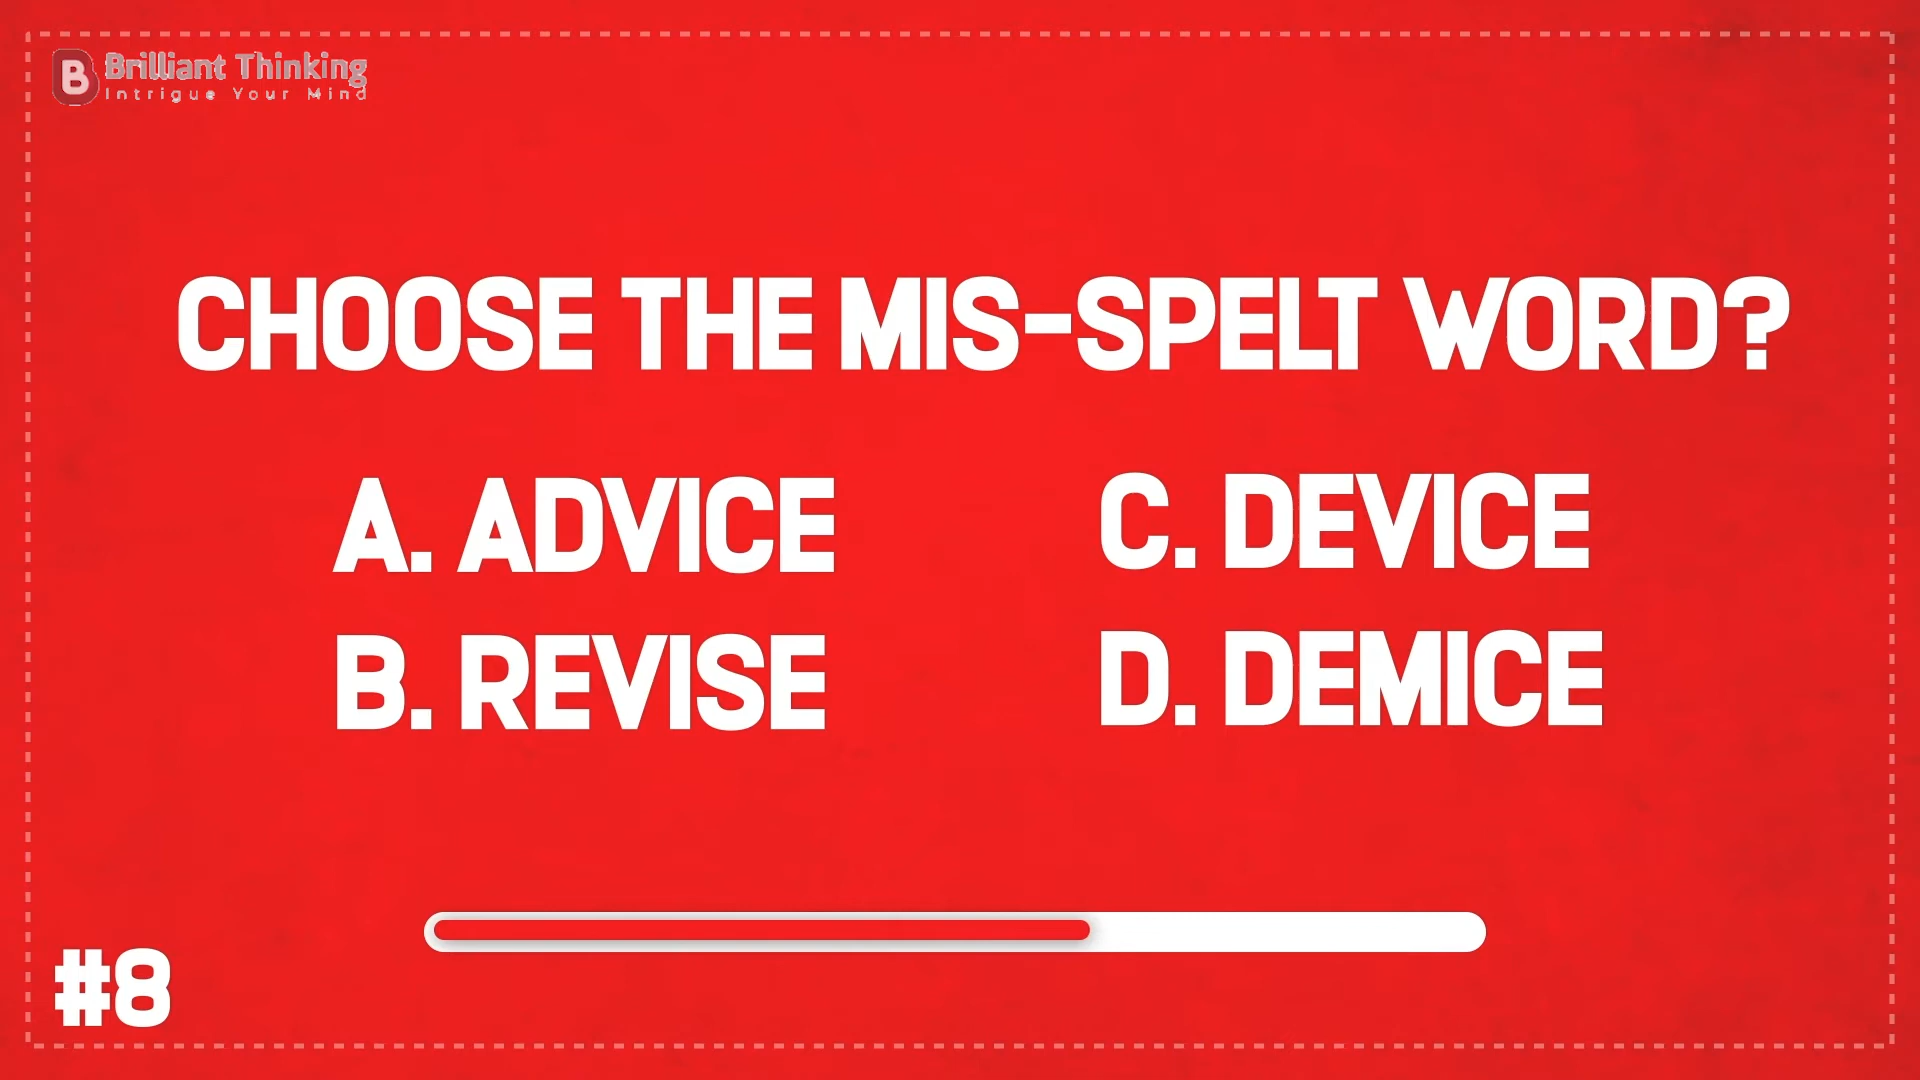 Brilliant Thinking
Intrigue Your Mind
CHOOSE THE MIS-SPELT WORD?
A. ADVICE
B. REVISE
C. DEVICE
D. DEMICE
#8